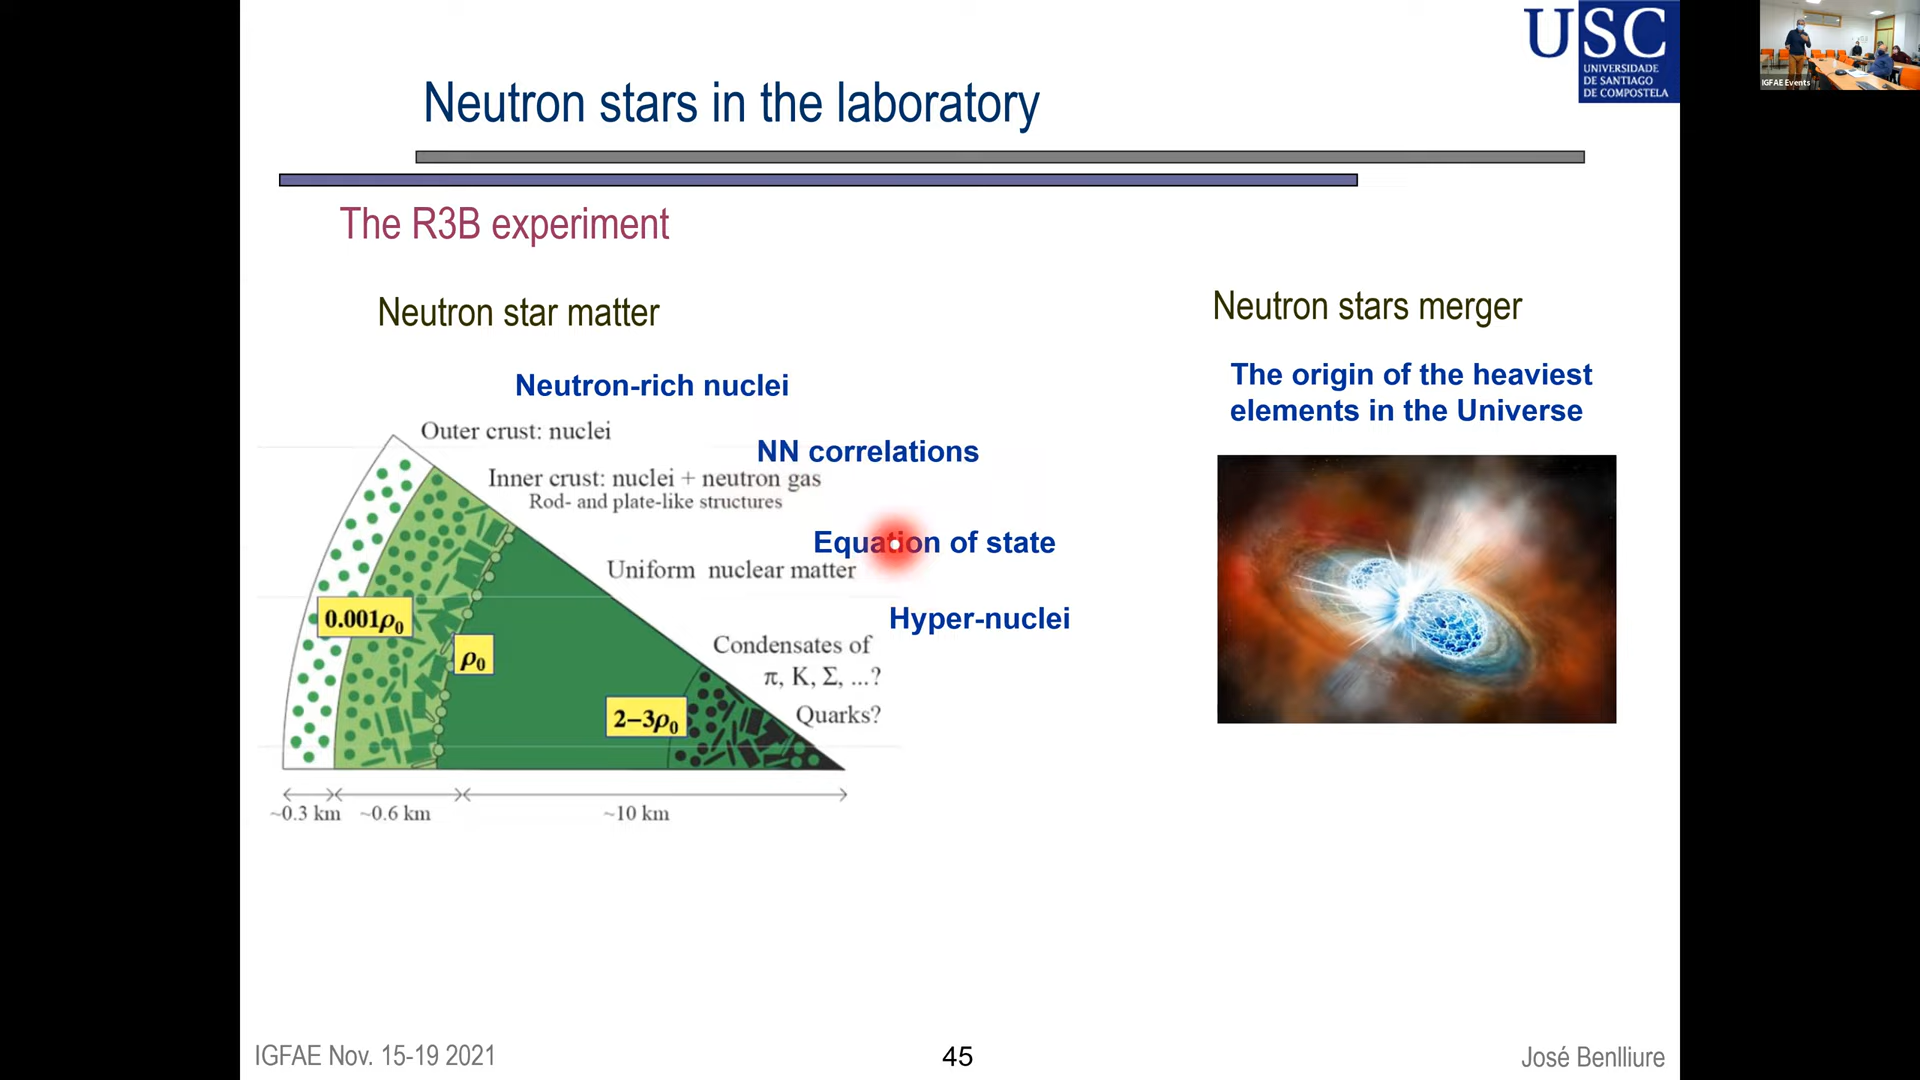 USC
UNIVERSIDADE
DE SANTIAGO
DE COMPOSTELA
IGFAE Events
Neutron stars in the laboratory
The R3B experiment
Neutron star matter
Neutron stars merger
Neutron-rich nuclei
The origin of the heaviest
elements in the Universe
Outer crust: nuclei
NN correlations
Inner crust: nuclei + neutron gas
Rod- and plate-like structures
Equation of state
Uniform nuclear matter
Hyper-nuclei
0.001ρ₀
ρ₀
Condensates of
π, K, Σ, ...?
2–3ρ₀
Quarks?
~0.3 km
~0.6 km
~10 km
IGFAE Nov. 15-19 2021
45
José Benlliure